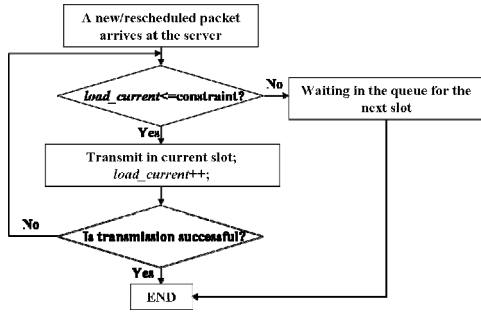 A new/rescheduled packet
arrives at the server
load_current<=constraint?
No
Waiting in the queue for the
next slot
Yes
Transmit in current slot;
load_current++;
No
Is transmission successful?
Yes
END